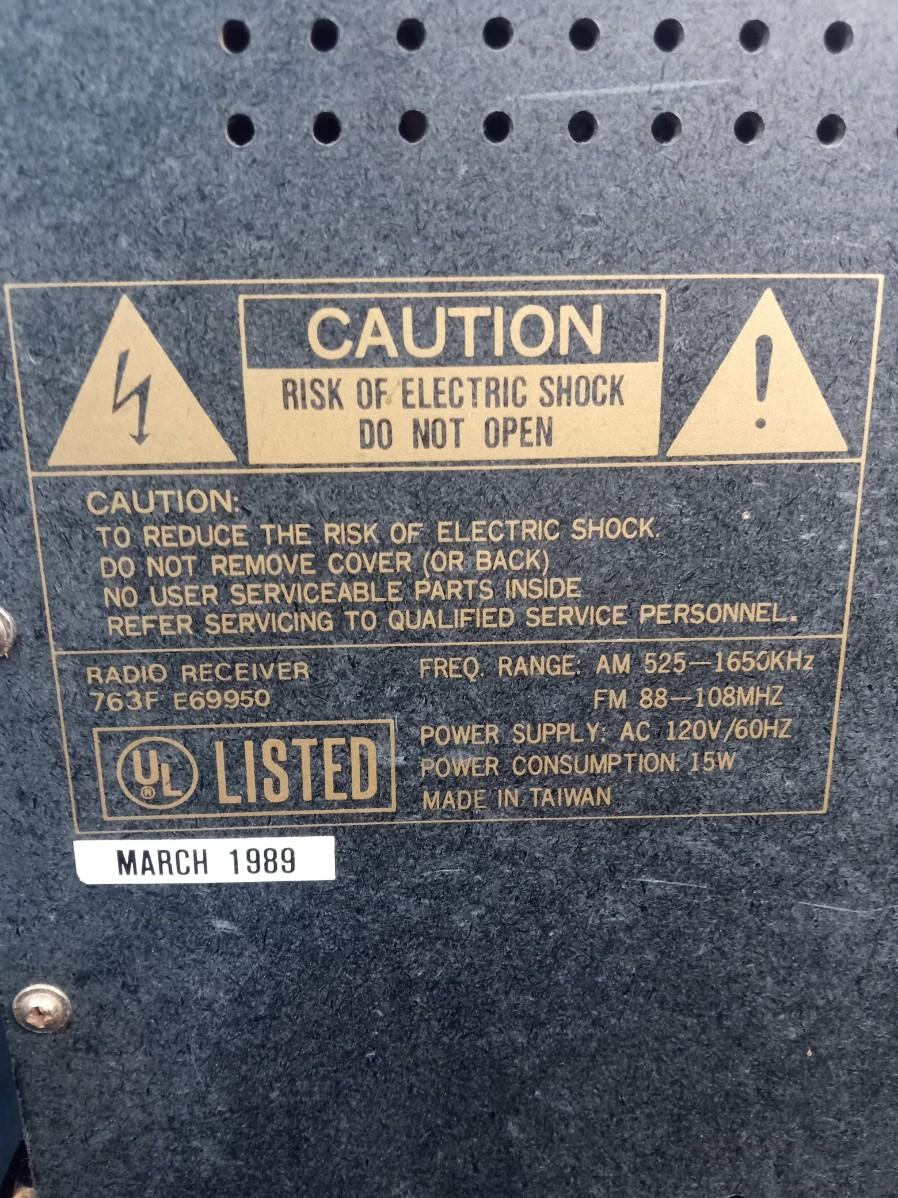 CAUTION
RISK OF ELECTRIC SHOCK
DO NOT OPEN
CAUTION:
TO REDUCE THE RISK OF ELECTRIC SHOCK.
DO NOT REMOVE COVER (OR BACK)
NO USER SERVICEABLE PARTS INSIDE
REFER SERVICING TO QUALIFIED SERVICE PERSONNEL.
RADIO RECEIVER
763F E69950
UL ® LISTED
FREQ. RANGE: AM 525—1650KHz
FM 88—108MHZ
POWER SUPPLY: AC 120V/60HZ
POWER CONSUMPTION: 15W
MADE IN TAIWAN
MARCH 1989